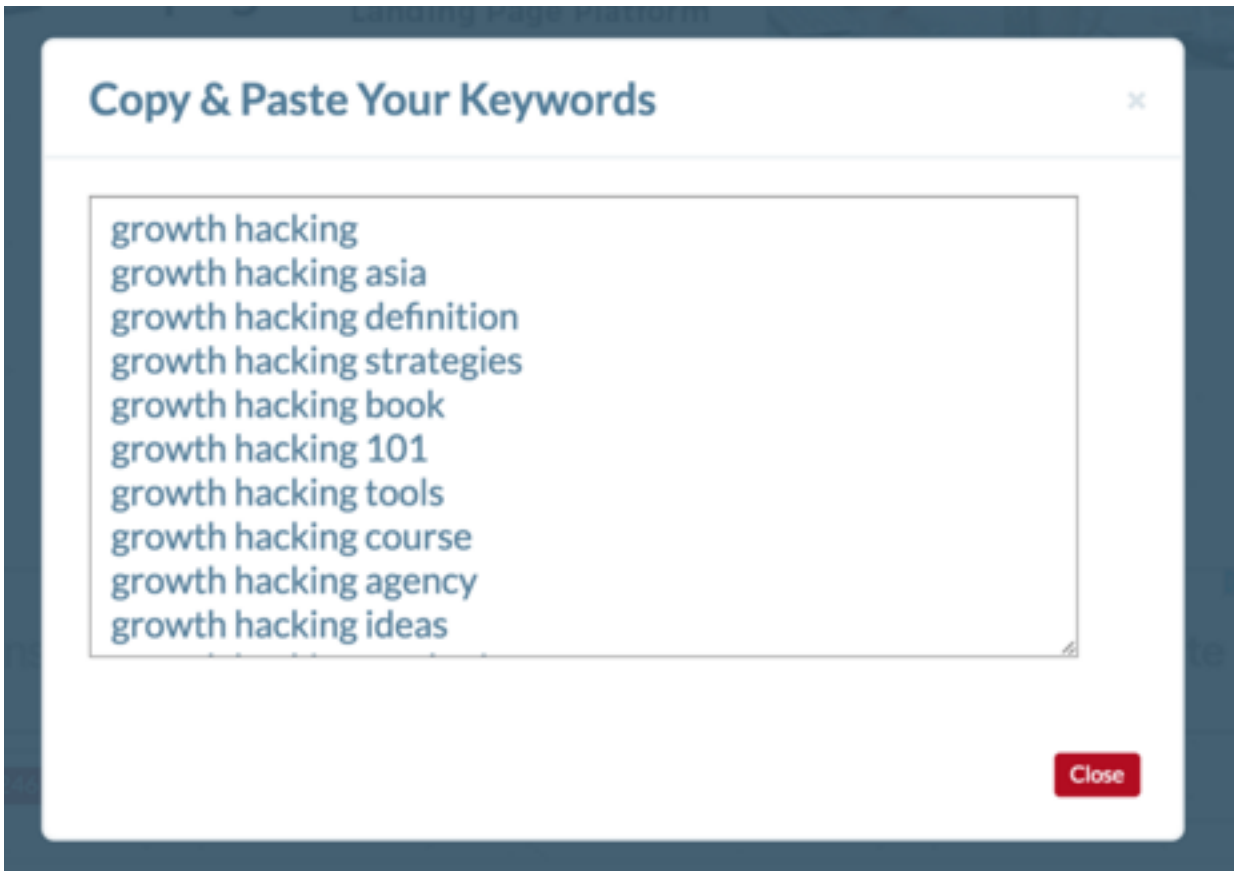 Landing Page Platform
Copy & Paste Your Keywords
×
growth hacking
growth hacking asia
growth hacking definition
growth hacking strategies
growth hacking book
growth hacking 101
growth hacking tools
growth hacking course
growth hacking agency
growth hacking ideas
Close